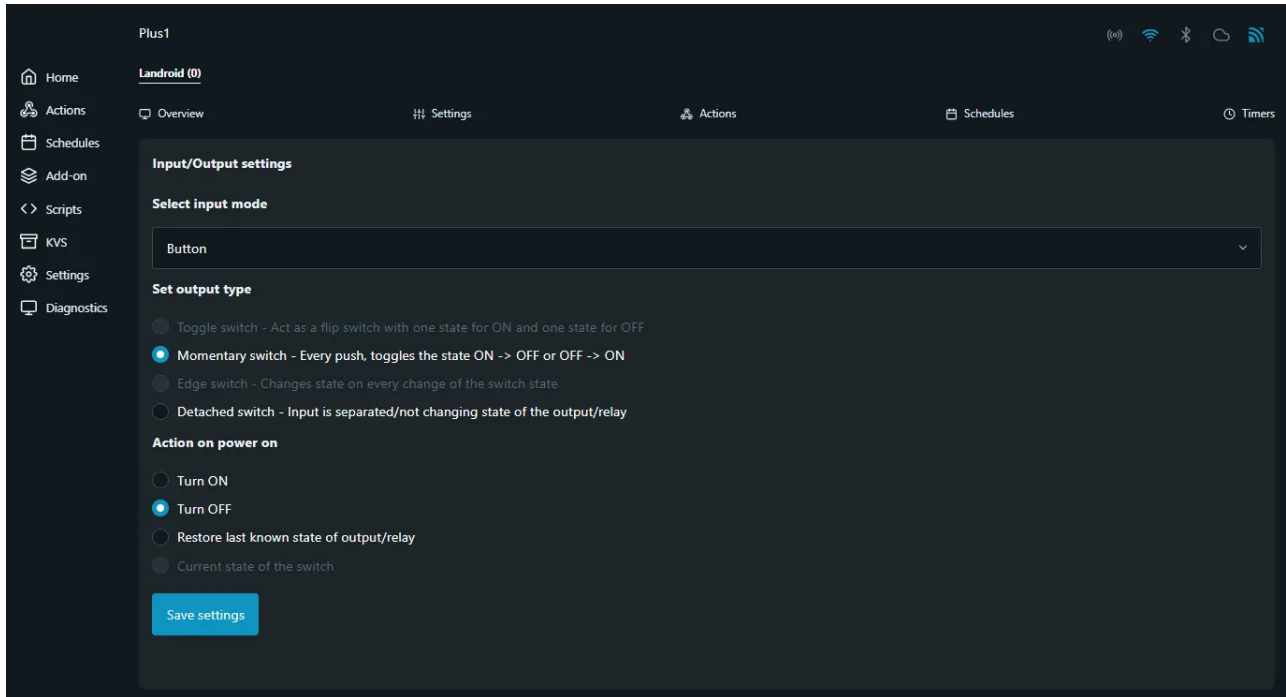 Plus1
Home
Actions
Schedules
Add-on
Scripts
KVS
Settings
Diagnostics
Landroid (0)
Overview Settings Actions Schedules Timers
Input/Output settings
Select input mode
Button
Set output type
Toggle switch - Act as a flip switch with one state for ON and one state for OFF
Momentary switch - Every push, toggles the state ON -> OFF or OFF -> ON
Edge switch - Changes state on every change of the switch state
Detached switch - Input is separated/not changing state of the output/relay
Action on power on
Turn ON
Turn OFF
Restore last known state of output/relay
Current state of the switch
Save settings